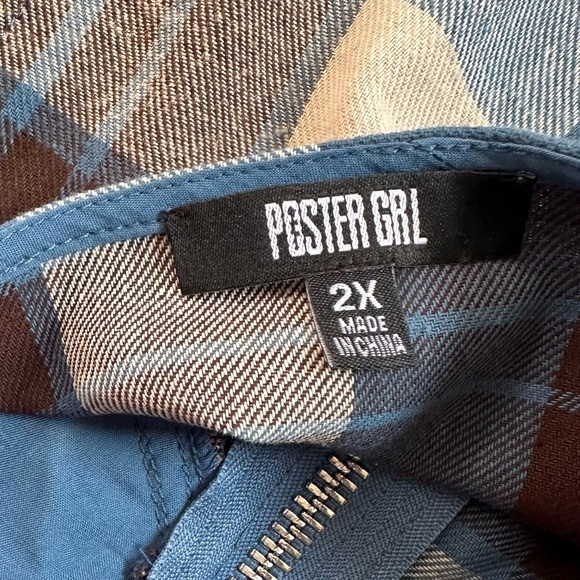 POSTER GRL
2X
MADE
IN CHINA